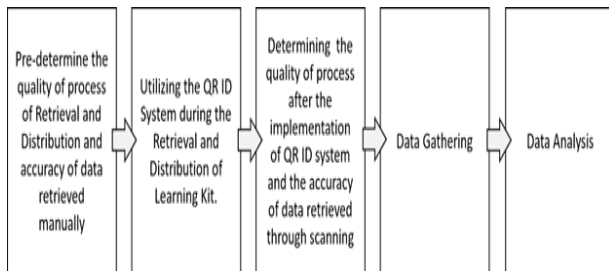 Pre-determine the
quality of process
of Retrieval and
Distribution and
accuracy of data
retrieved
manually
Utilizing the QR ID
System during the
Retrieval and
Distribution of
Learning Kit.
Determining the
quality of process
after the
implementation
of QR ID system
and the accuracy
of data retrieved
through scanning
Data Gathering
Data Analysis